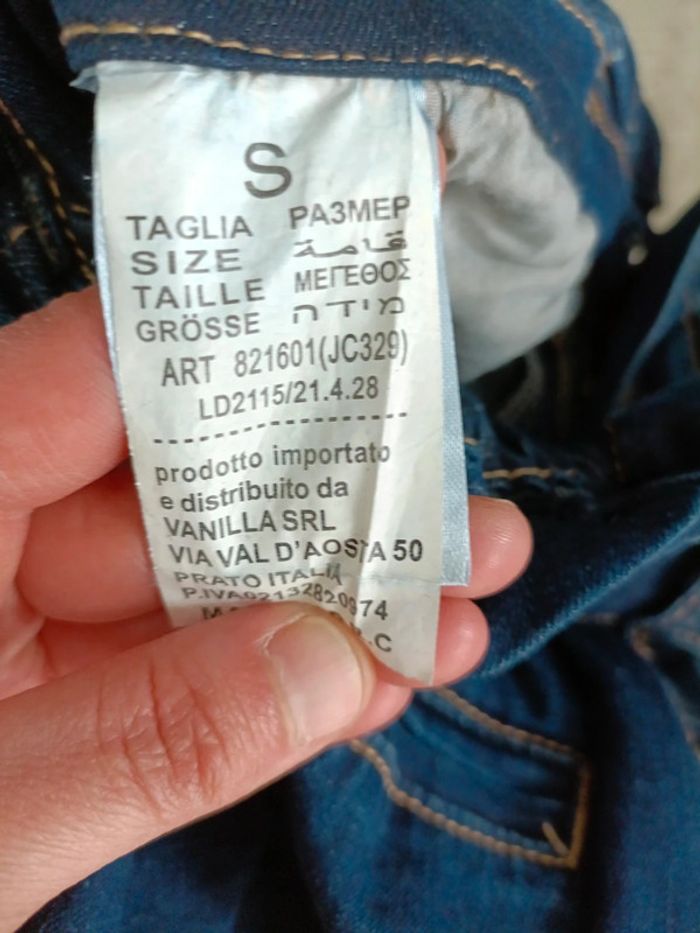 S
TAGLIA РАЗМЕР
SIZE قامة
TAILLE ΜΕΓΕΘΟΣ
GRÖSSE מידה
ART 821601(JC329)
LD2115/21.4.28
prodotto importato
e distribuito da
VANILLA SRL
VIA VAL D'AOSTA 50
PRATO ITALIA
P.IVA02132820974